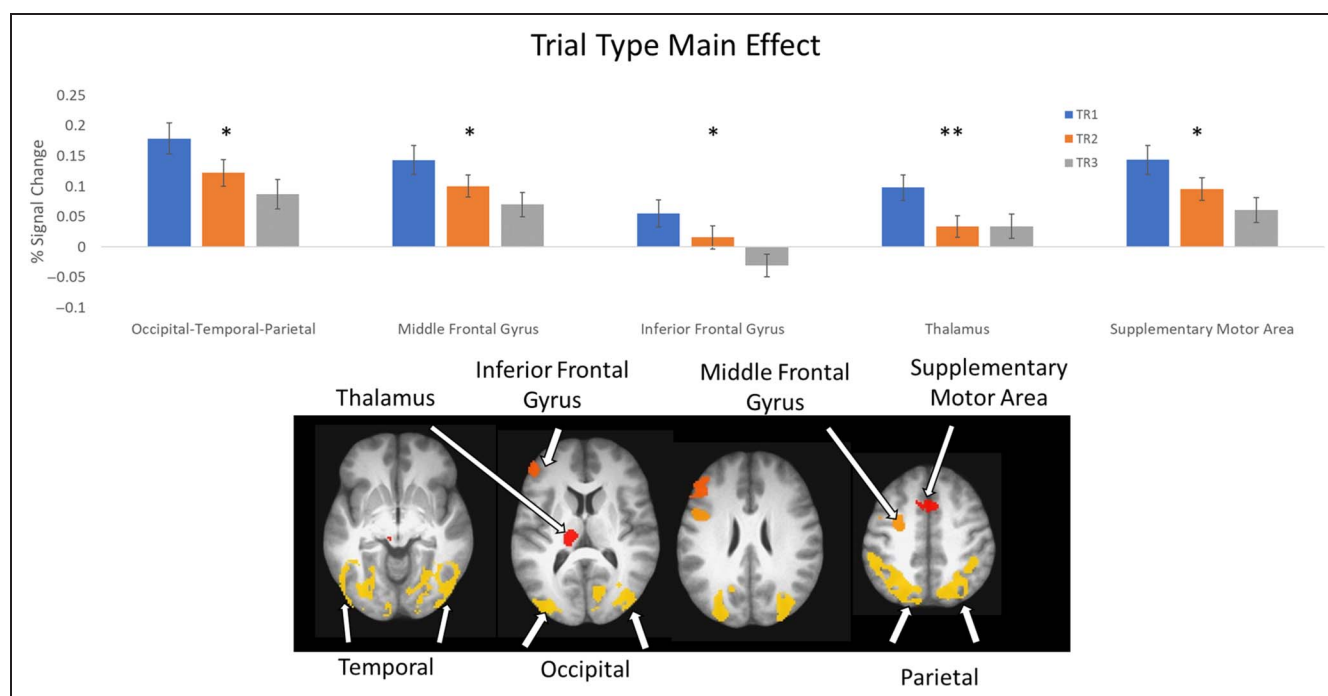 Trial Type Main Effect
% Signal Change
0.25
0.2
0.15
0.1
0.05
0
–0.05
–0.1
*
*
*
**
*
TR1
TR2
TR3
Occipital-Temporal-Parietal
Middle Frontal Gyrus
Inferior Frontal Gyrus
Thalamus
Supplementary Motor Area
Thalamus
Inferior Frontal
Gyrus
Middle Frontal
Gyrus
Supplementary
Motor Area
Temporal
Occipital
Parietal